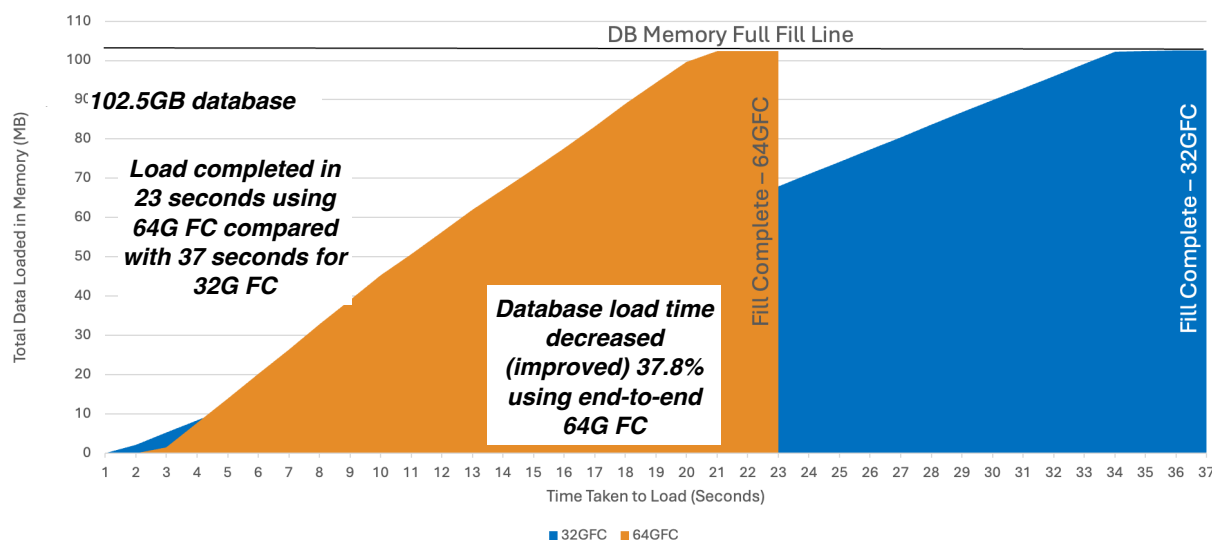 DB Memory Full Fill Line
110
100
90
80
70
60
50
40
30
20
10
0
Total Data Loaded in Memory (MB)
102.5GB database
Load completed in
23 seconds using
64G FC compared
with 37 seconds for
32G FC
Database load time
decreased
(improved) 37.8%
using end-to-end
64G FC
Fill Complete – 64GFC
Fill Complete – 32GFC
1 2 3 4 5 6 7 8 9 10 11 12 13 14 15 16 17 18 19 20 21 22 23 24 25 26 27 28 29 30 31 32 33 34 35 36 37
Time Taken to Load (Seconds)
32GFC 64GFC